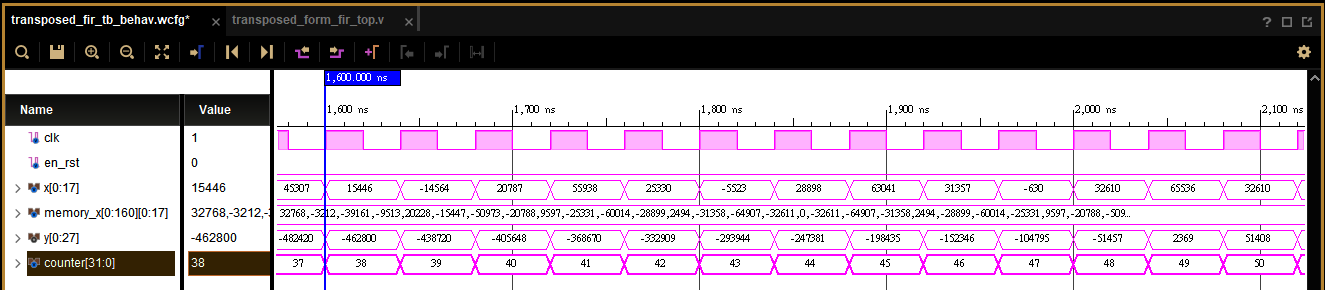 transposed_fir_tb_behav.wcfg* × transposed_form_fir_top.v ×
? 
1,600.000 ns
1,600 ns 1,700 ns 1,800 ns 1,900 ns 2,000 ns 2,100 ns
Name Value
clk 1
en_rst 0
x[0:17] 15446 45307 15446 -14564 20787 55938 25330 -5523 28898 63041 31357 -630 32610 65536 32610
memory_x[0:160][0:17] 32768,-3212,-3 32768,-3212,-39161,-9513,20228,-15447,-50973,-20788,9597,-25331,-60014,-28899,2494,-31358,-64907,-32611,0,-32611,-64907,-31358,2494,-28899,-60014,-25331,9597,-20788,-509…
y[0:27] -462800 -482420 -462800 -438720 -405648 -368670 -332909 -293944 -247381 -198435 -152346 -104795 -51457 2369 51408
counter[31:0] 38 37 38 39 40 41 42 43 44 45 46 47 48 49 50